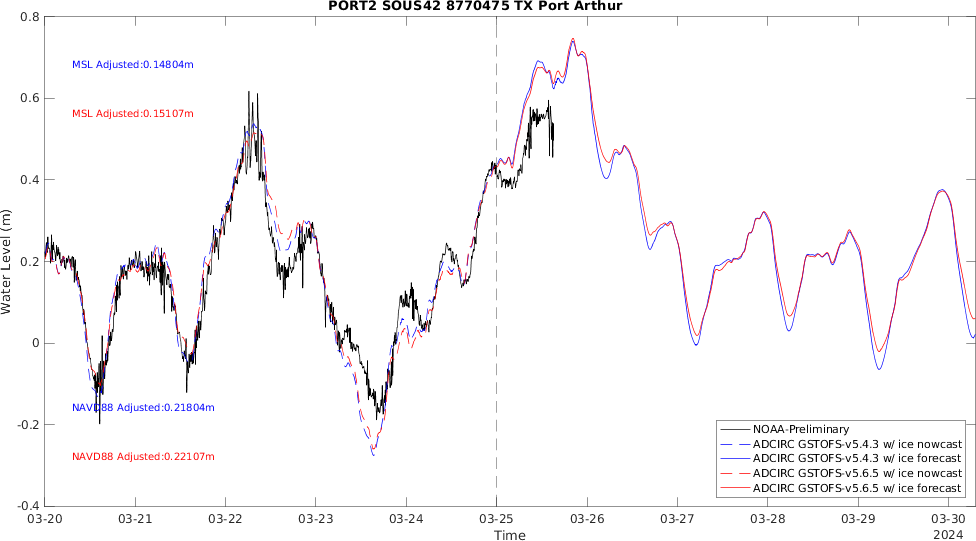 PORT2 SOUS42 8770475 TX Port Arthur
0.8
0.6
0.4
0.2
0
-0.2
-0.4
Water Level (m)
MSL Adjusted:0.14804m
MSL Adjusted:0.15107m
NAVD88 Adjusted:0.21804m
NAVD88 Adjusted:0.22107m
NOAA-Preliminary
ADCIRC GSTOFS-v5.4.3 w/ ice nowcast
ADCIRC GSTOFS-v5.4.3 w/ ice forecast
ADCIRC GSTOFS-v5.6.5 w/ ice nowcast
ADCIRC GSTOFS-v5.6.5 w/ ice forecast
03-20 03-21 03-22 03-23 03-24 03-25 03-26 03-27 03-28 03-29 03-30
2024
Time